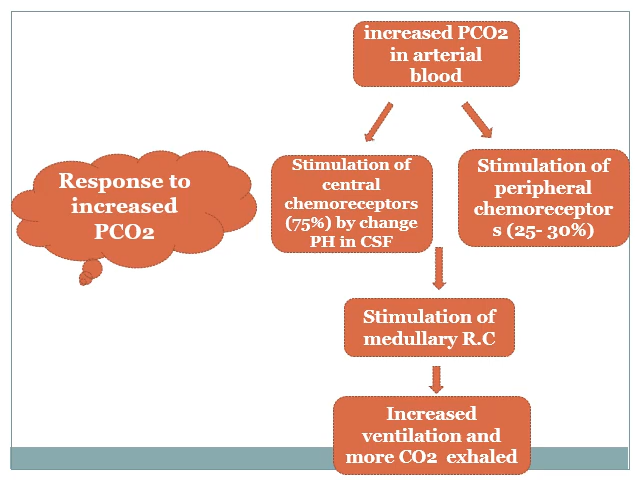 increased PCO2
in arterial
blood
Response to
increased
PCO2
Stimulation of
central
chemoreceptors
(75%) by change
PH in CSF
Stimulation of
peripheral
chemoreceptor
s (25- 30%)
Stimulation of
medullary R.C
Increased
ventilation and
more CO2 exhaled